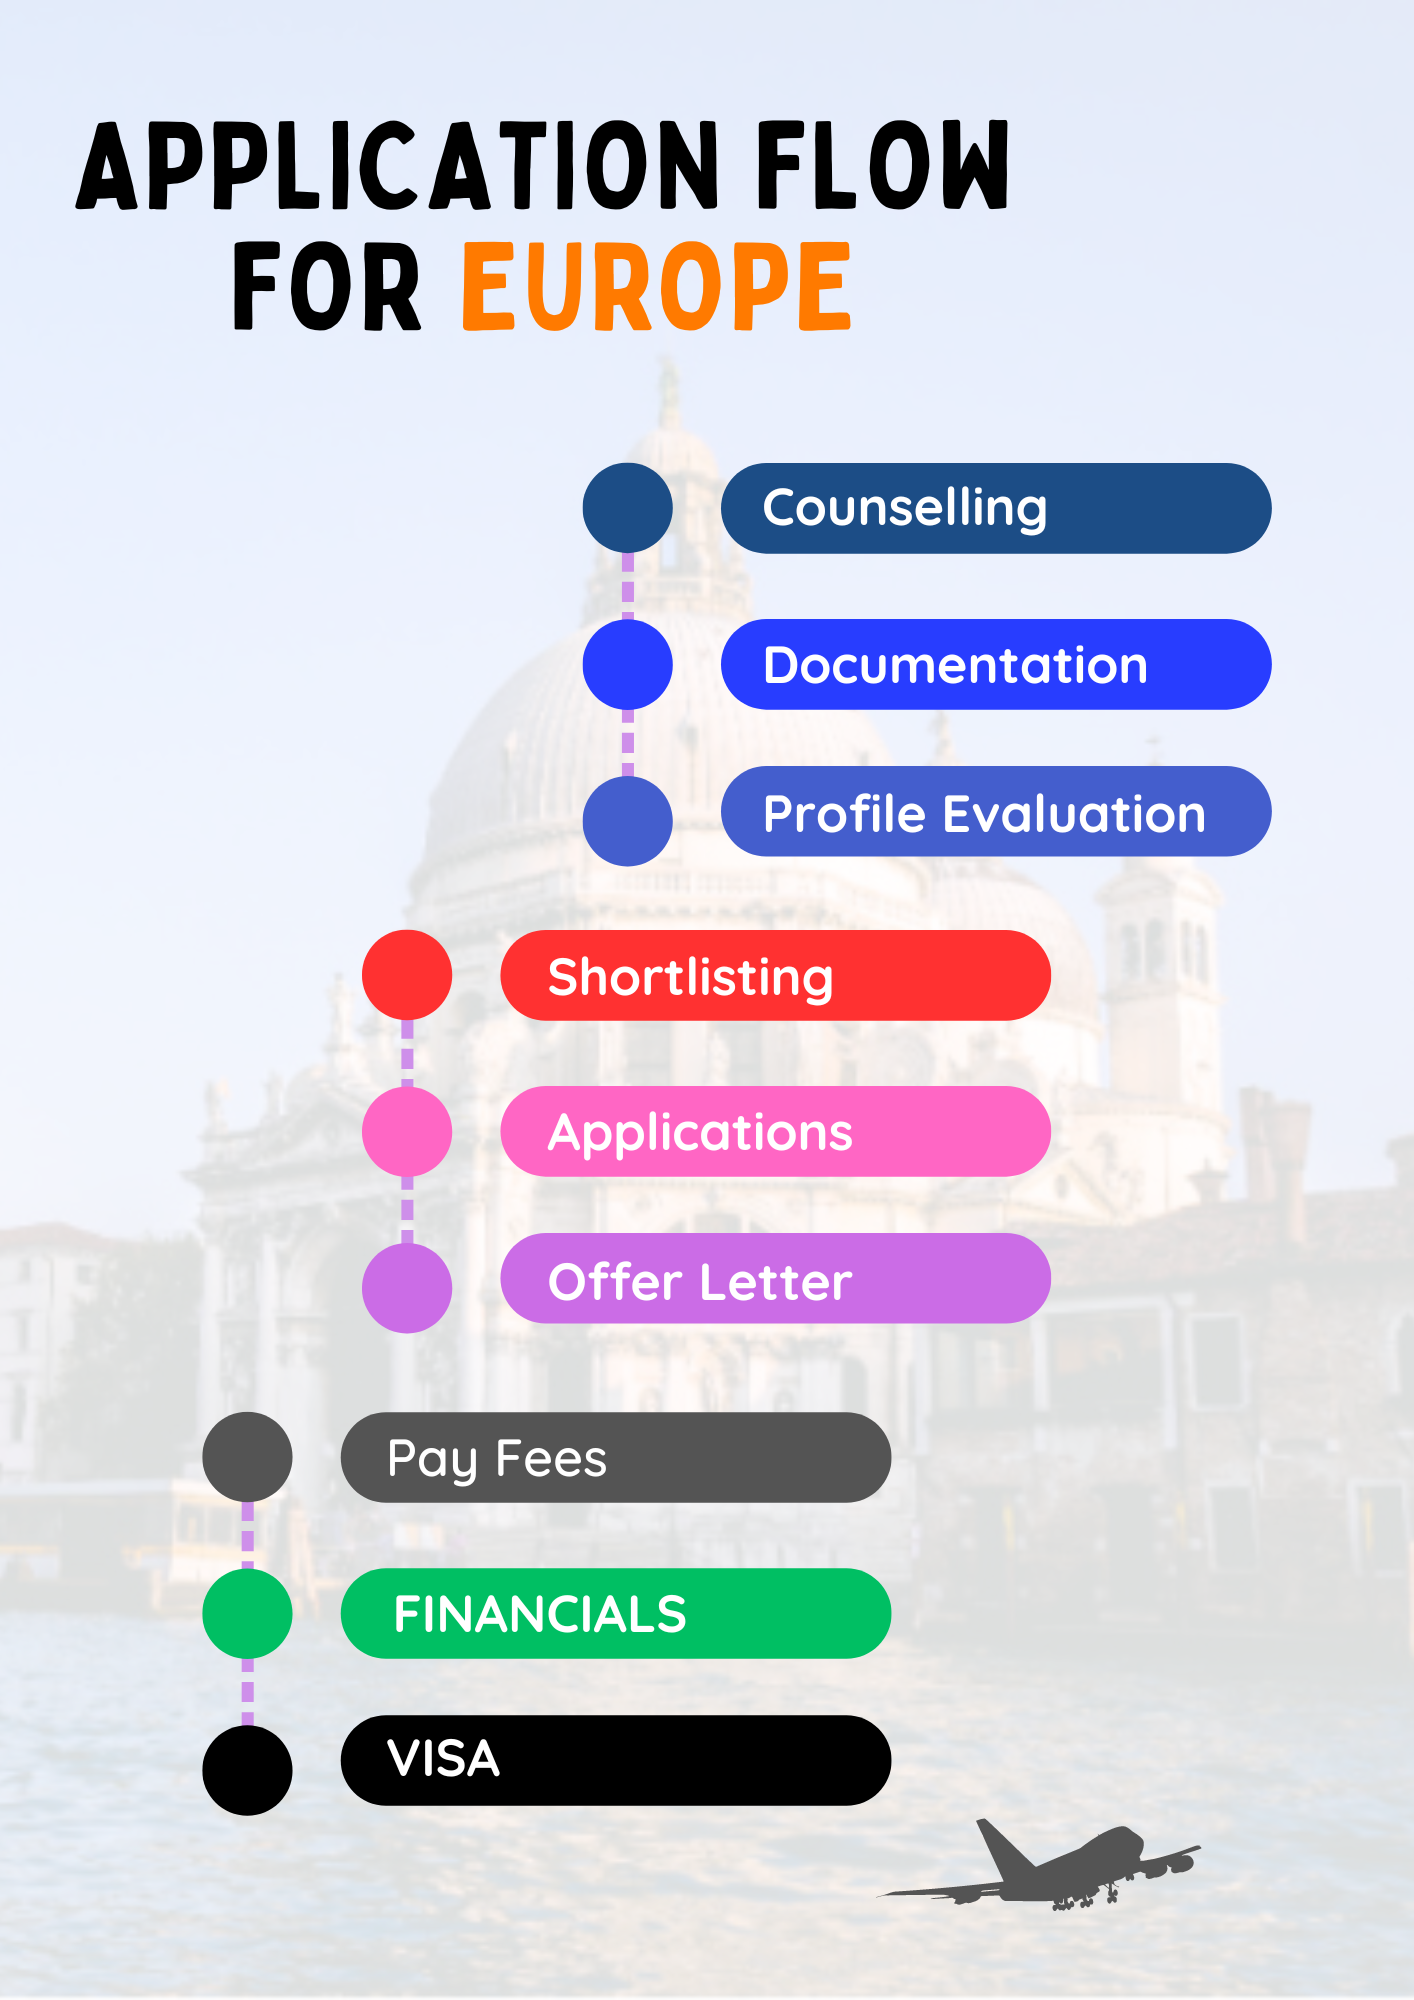 APPLICATION FLOW
FOR EUROPE
Counselling
Documentation
Profile Evaluation
Shortlisting
Applications
Offer Letter
Pay Fees
FINANCIALS
VISA